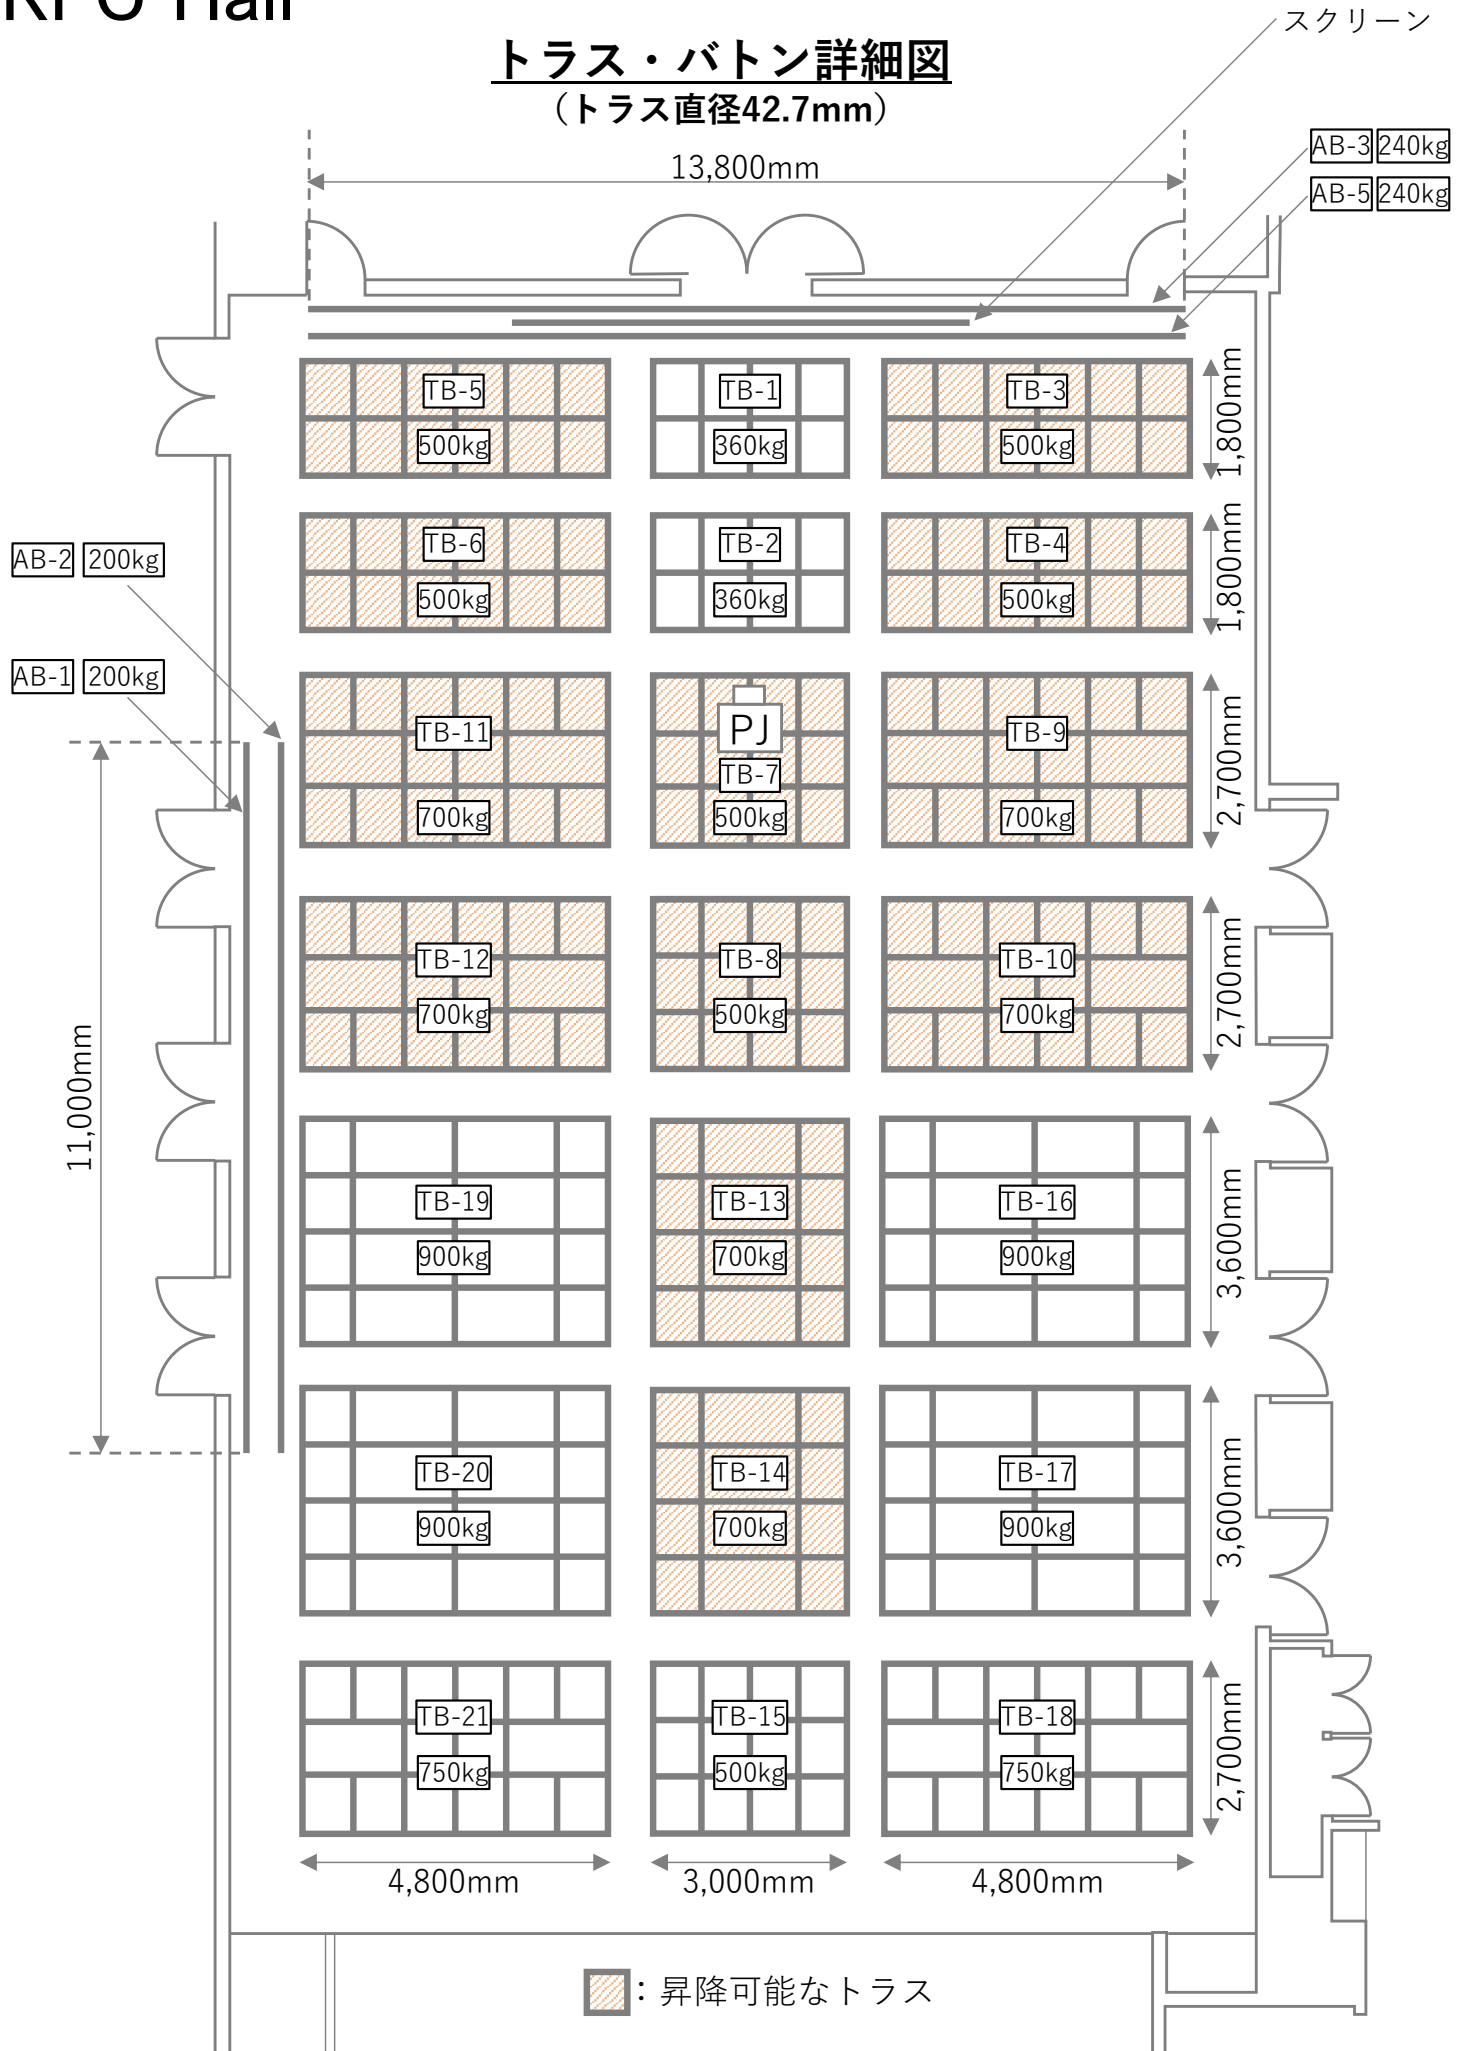 Hall
スクリーン
トラス・バトン詳細図
（トラス直径42.7mm）
AB-3 240kg
13,800mm
AB-5 240kg
TB-5 TB-1 TB-3
500kg 360kg 500kg
1,800mm
TB-6 TB-2 TB-4
500kg 360kg 500kg
1,800mm
AB-2 200kg
AB-1 200kg
TB-11 PJ TB-9
TB-7
700kg 500kg 700kg
2,700mm
TB-12 TB-8 TB-10
700kg 500kg 700kg
2,700mm
11,000mm
TB-19 TB-13 TB-16
900kg 700kg 900kg
3,600mm
TB-20 TB-14 TB-17
900kg 700kg 900kg
3,600mm
TB-21 TB-15 TB-18
750kg 500kg 750kg
2,700mm
4,800mm 3,000mm 4,800mm
：昇降可能なトラス